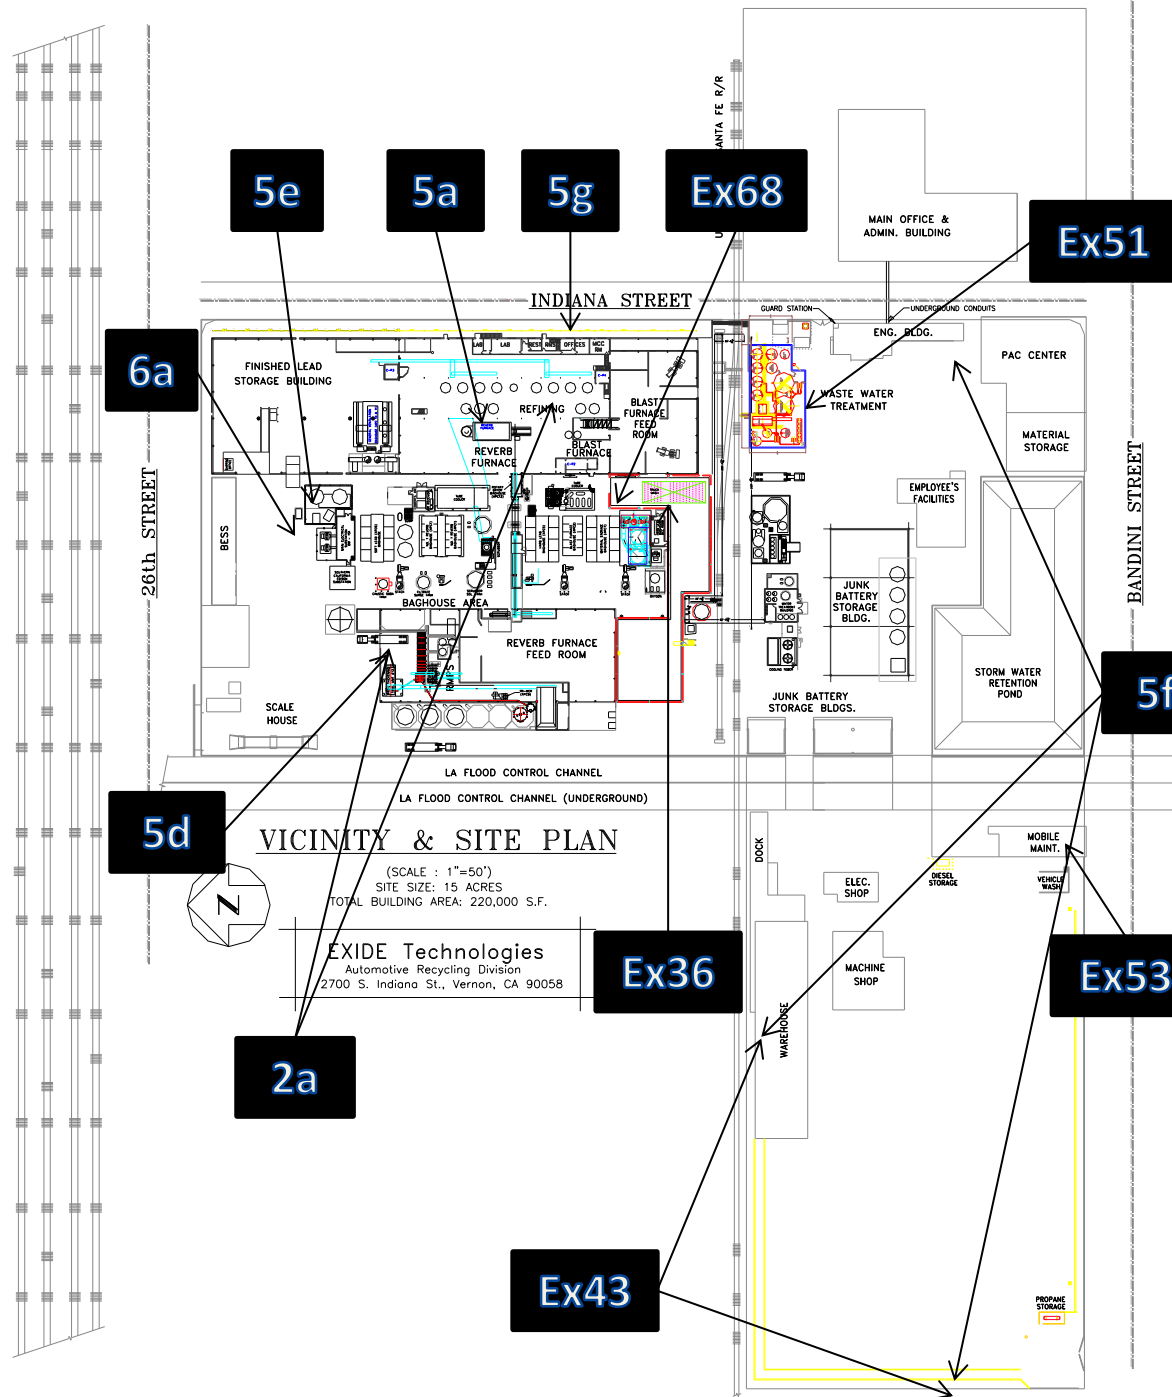 SANTA FE R/R
5e
5a
5g
Ex68
MAIN OFFICE &
ADMIN. BUILDING
Ex51
INDIANA STREET
GUARD STATION
UNDERGROUND CONDUITS
ENG. BLDG.
LAB
LAB
REST
RMS
OFFICES
MCC
RM
PAC CENTER
6a
FINISHED LEAD
STORAGE BUILDING
REFINING
BLAST
FURNACE
FEED
ROOM
WASTE WATER
TREATMENT
REVERB
FURNACE
BLAST
FURNACE
MATERIAL
STORAGE
26th STREET
BESS
EMPLOYEE'S
FACILITIES
BANDINI STREET
JUNK
BATTERY
STORAGE
BLDG.
BAGHOUSE AREA
REVERB FURNACE
FEED ROOM
RMPS
STORM WATER
RETENTION
POND
5f
JUNK BATTERY
STORAGE BLDGS.
SCALE
HOUSE
LA FLOOD CONTROL CHANNEL
LA FLOOD CONTROL CHANNEL (UNDERGROUND)
5d
VICINITY & SITE PLAN
(SCALE : 1"=50')
SITE SIZE: 15 ACRES
TOTAL BUILDING AREA: 220,000 S.F.
N
DOCK
MOBILE
MAINT.
DIESEL
STORAGE
VEHICLE
WASH
ELEC.
SHOP
EXIDE Technologies
Automotive Recycling Division
2700 S. Indiana St., Vernon, CA 90058
Ex36
MACHINE
SHOP
Ex53
WAREHOUSE
2a
Ex43
PROPANE
STORAGE